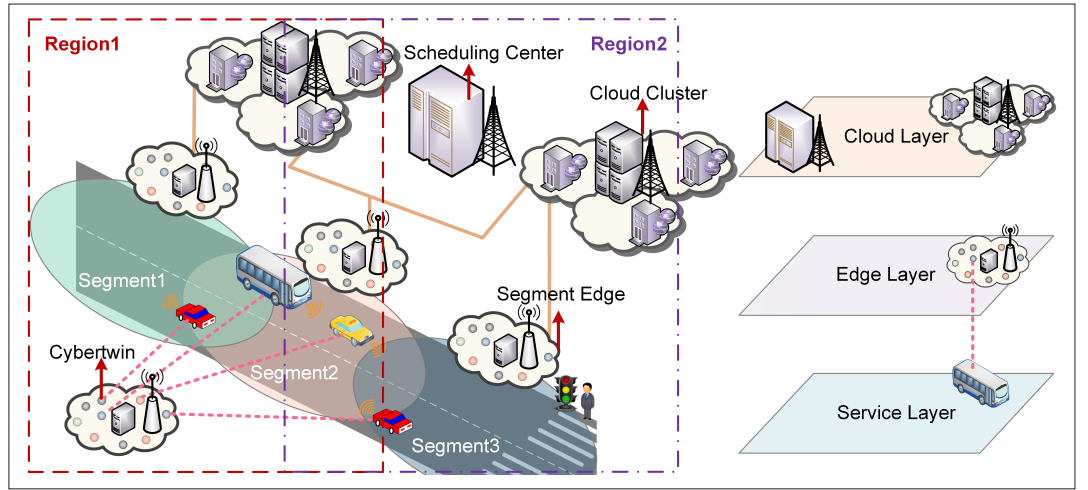 Region1
Region2
Scheduling Center
Cloud Cluster
Cloud Layer
Segment1
Segment Edge
Edge Layer
Cybertwin
Segment2
Segment3
Service Layer